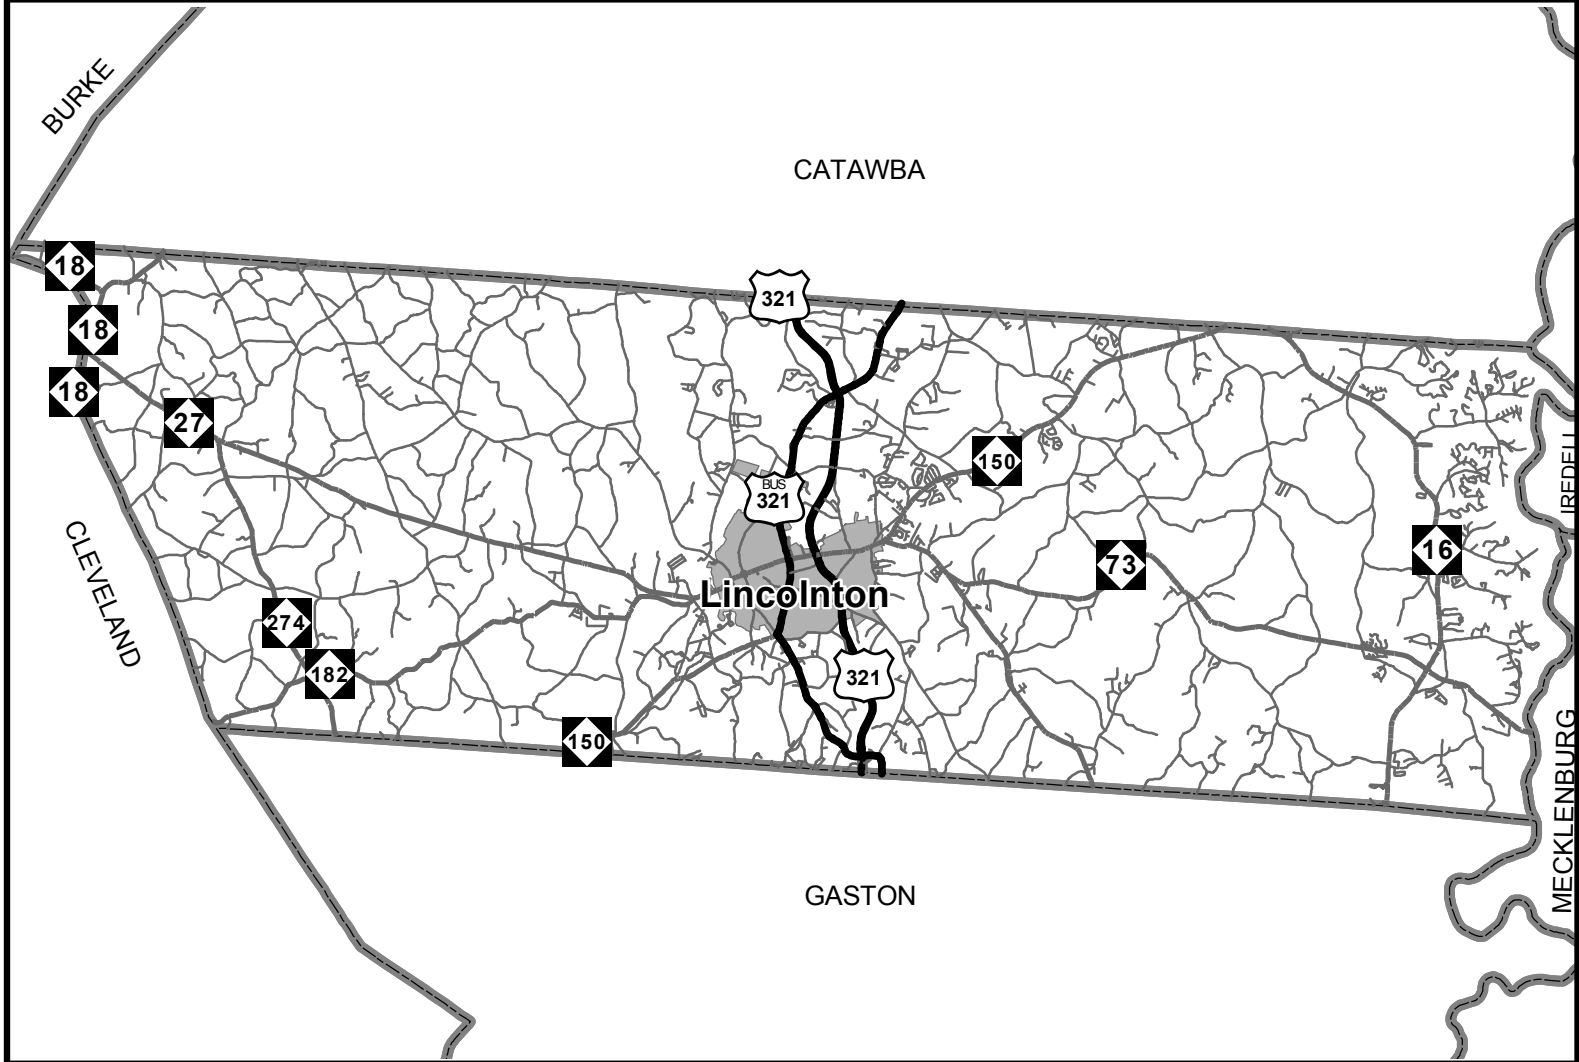 BURKE
CATAWBA
18
321
18
18
27
150
BUS
321
IREDELL
CLEVELAND
16
73
Lincolnton
274
182
321
150
MECKLENBURG
GASTON